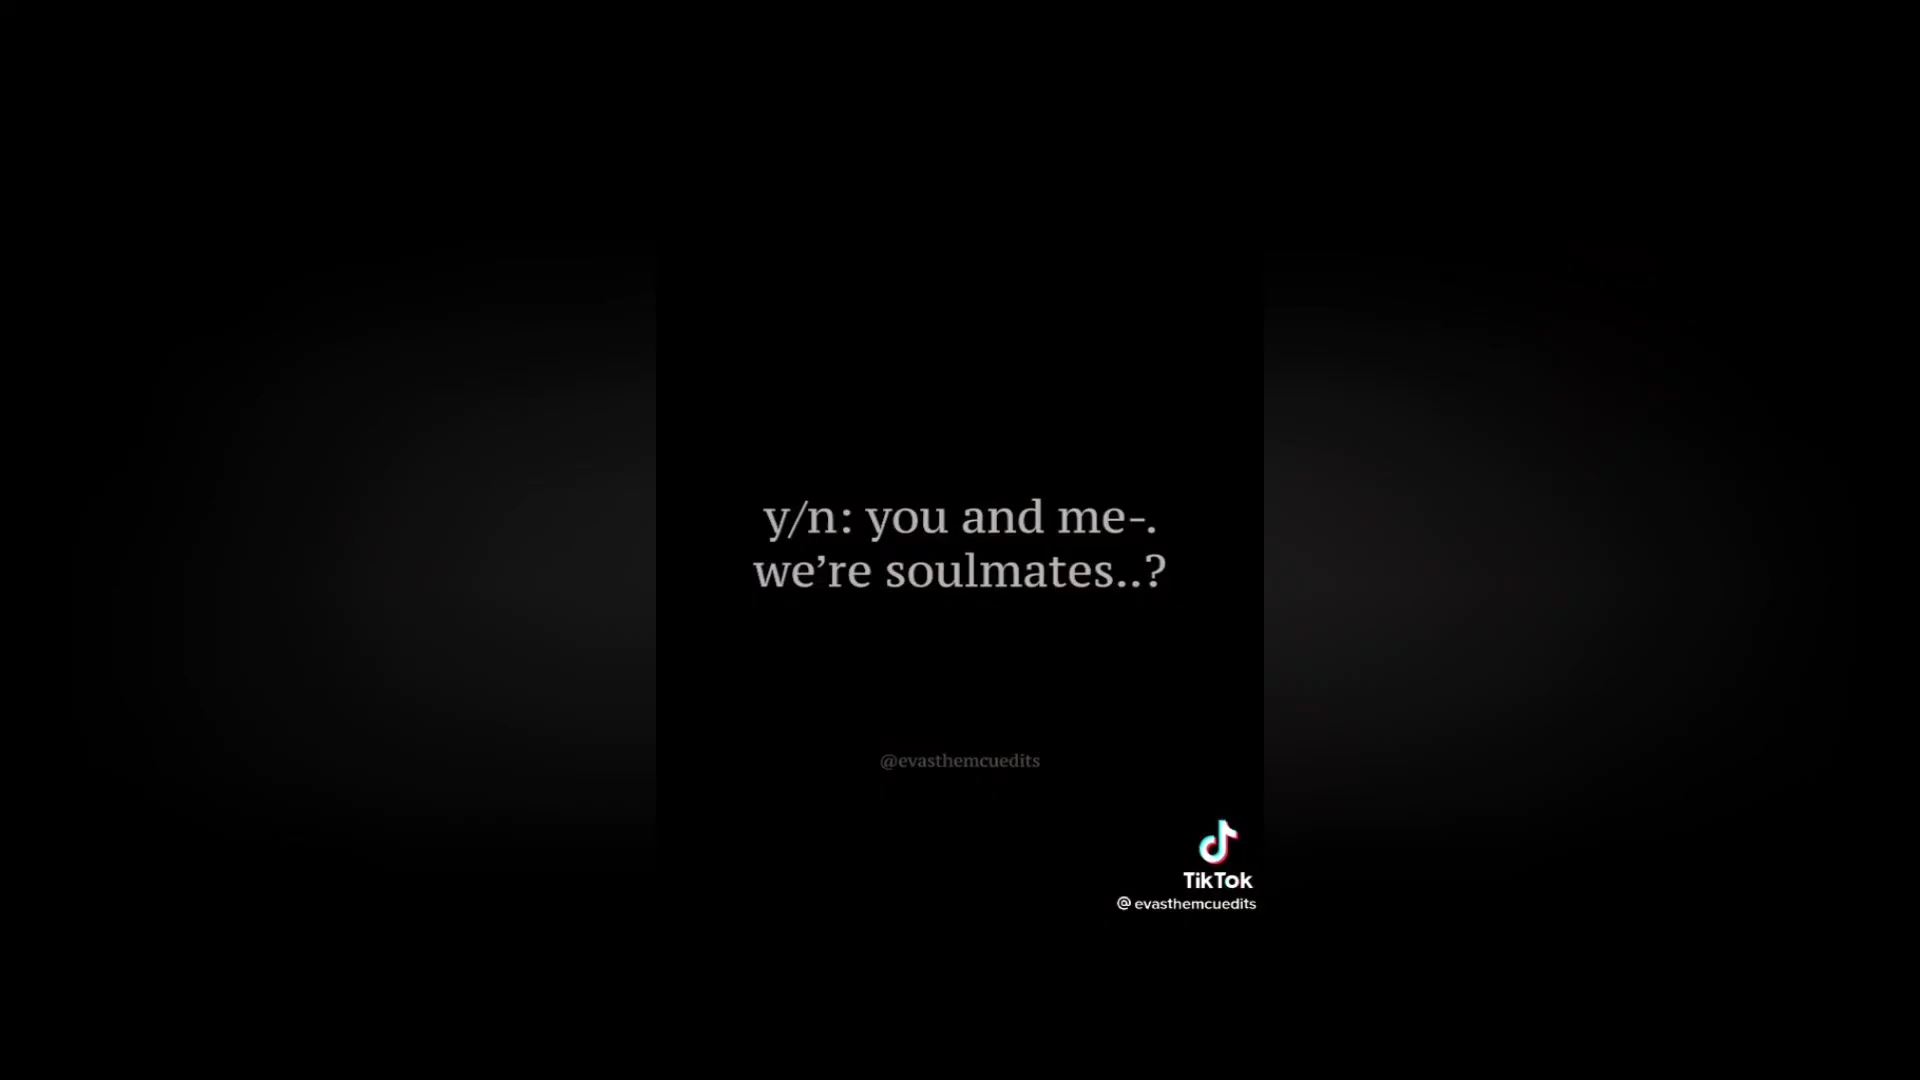 y/n: you and me-.
we’re soulmates..?
@evasthemcuedits
TikTok
@ evasthemcuedits